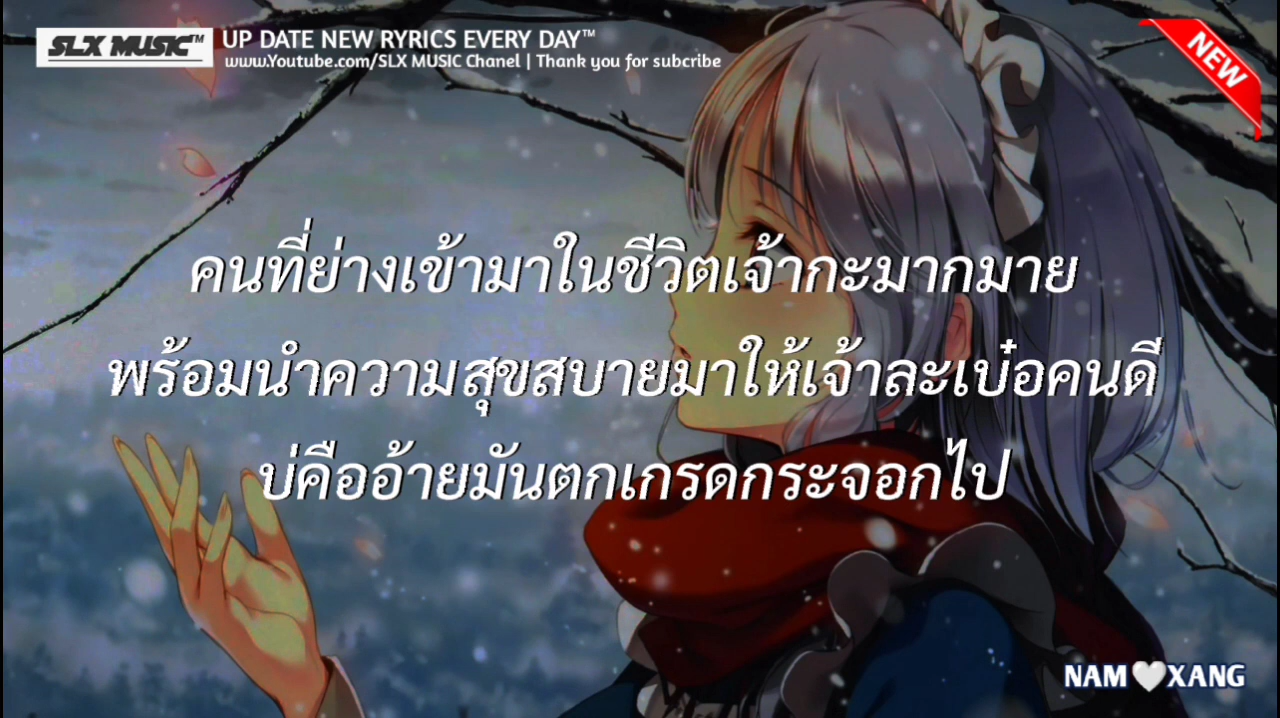 SLX MUSIC™
UP DATE NEW RYRICS EVERY DAY™
www.Youtube.com/SLX MUSIC Chanel | Thank you for subcribe
NEW
คนที่ย่างเข้ามาในชีวิตเจ้ากะมากมาย
พร้อมนำความสุขสบายมาให้เจ้าละเบ๋อคนดี
บ่คืออ้ายมันตกเกรดกระจอกไป
NAM🤍XANG